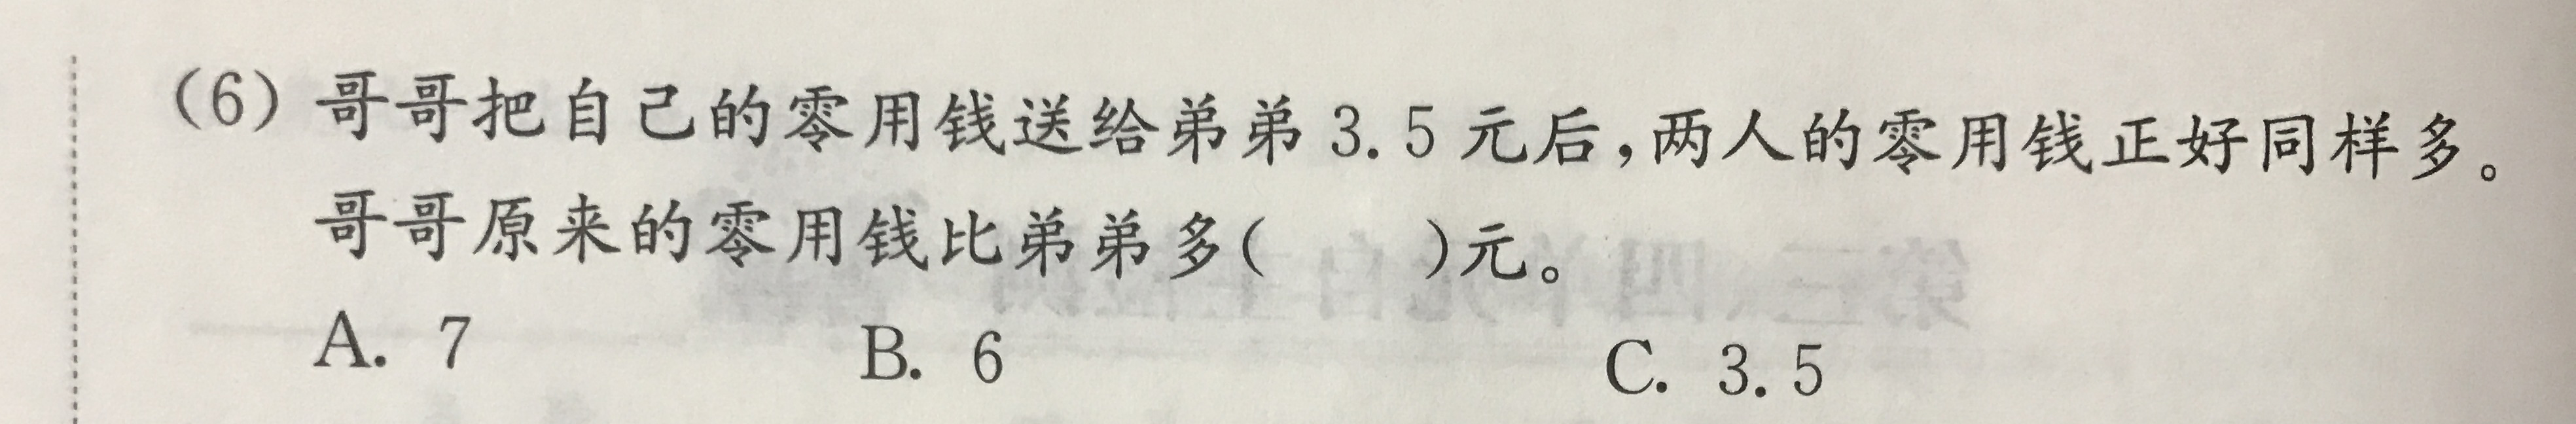 (6) 哥哥把自己的零用钱送给弟弟 3.5 元后,两人的零用钱正好同样多。
哥哥原来的零用钱比弟弟多(　　)元。
A. 7　　B. 6　　C. 3.5